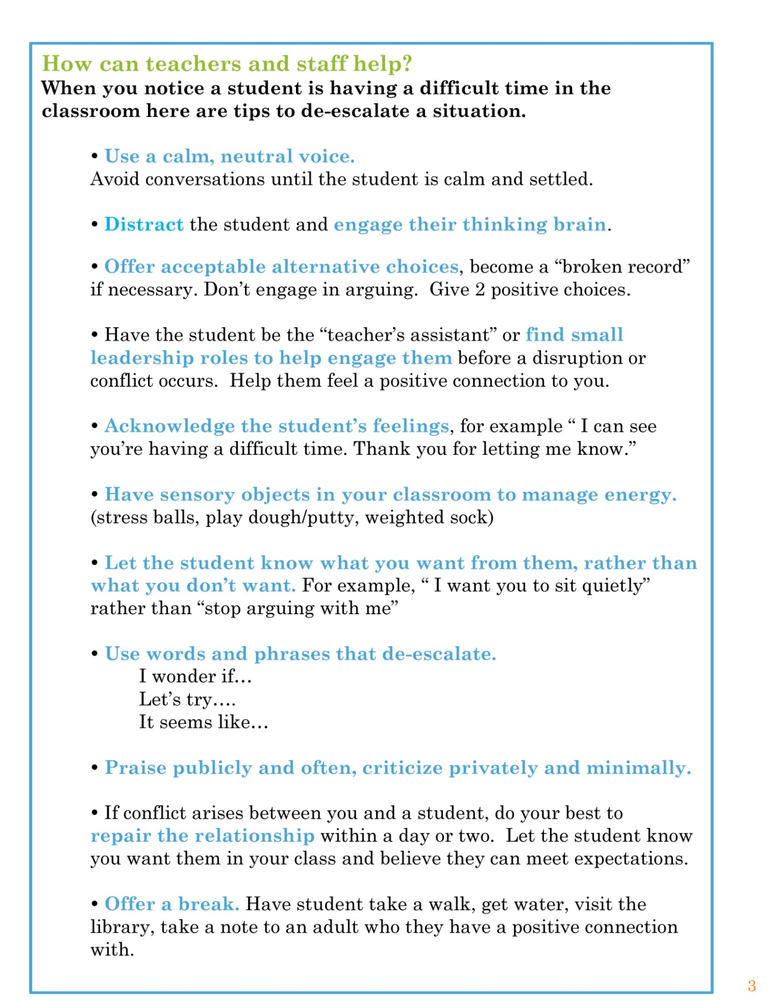 How can teachers and staff help?
When you notice a student is having a difficult time in the
classroom here are tips to de-escalate a situation.
• Use a calm, neutral voice.
Avoid conversations until the student is calm and settled.
• Distract the student and engage their thinking brain.
• Offer acceptable alternative choices, become a “broken record”
if necessary. Don’t engage in arguing.  Give 2 positive choices.
• Have the student be the “teacher’s assistant” or find small
leadership roles to help engage them before a disruption or
conflict occurs.  Help them feel a positive connection to you.
• Acknowledge the student’s feelings, for example “ I can see
you’re having a difficult time. Thank you for letting me know.”
• Have sensory objects in your classroom to manage energy.
(stress balls, play dough/putty, weighted sock)
• Let the student know what you want from them, rather than
what you don’t want. For example, “ I want you to sit quietly”
rather than “stop arguing with me”
• Use words and phrases that de-escalate.
I wonder if…
Let’s try….
It seems like…
• Praise publicly and often, criticize privately and minimally.
• If conflict arises between you and a student, do your best to
repair the relationship within a day or two.  Let the student know
you want them in your class and believe they can meet expectations.
• Offer a break. Have student take a walk, get water, visit the
library, take a note to an adult who they have a positive connection
with.
3